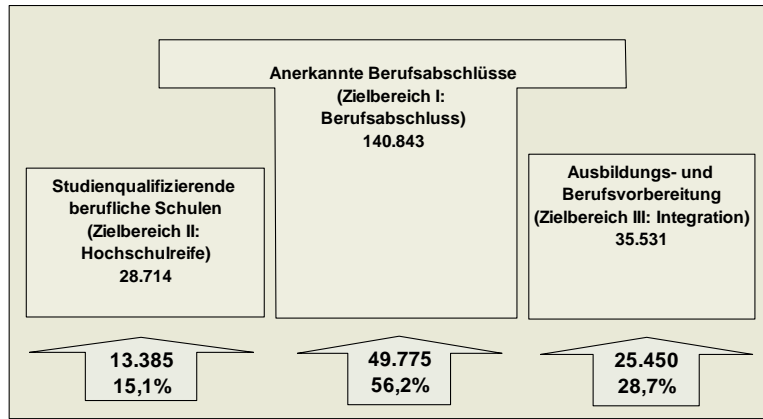 Anerkannte Berufsabschlüsse
(Zielbereich I:
Berufsabschluss)
140.843
Studienqualifizierende
berufliche Schulen
(Zielbereich II:
Hochschulreife)
28.714
Ausbildungs- und
Berufsvorbereitung
(Zielbereich III: Integration)
35.531
13.385
15,1%
49.775
56,2%
25.450
28,7%